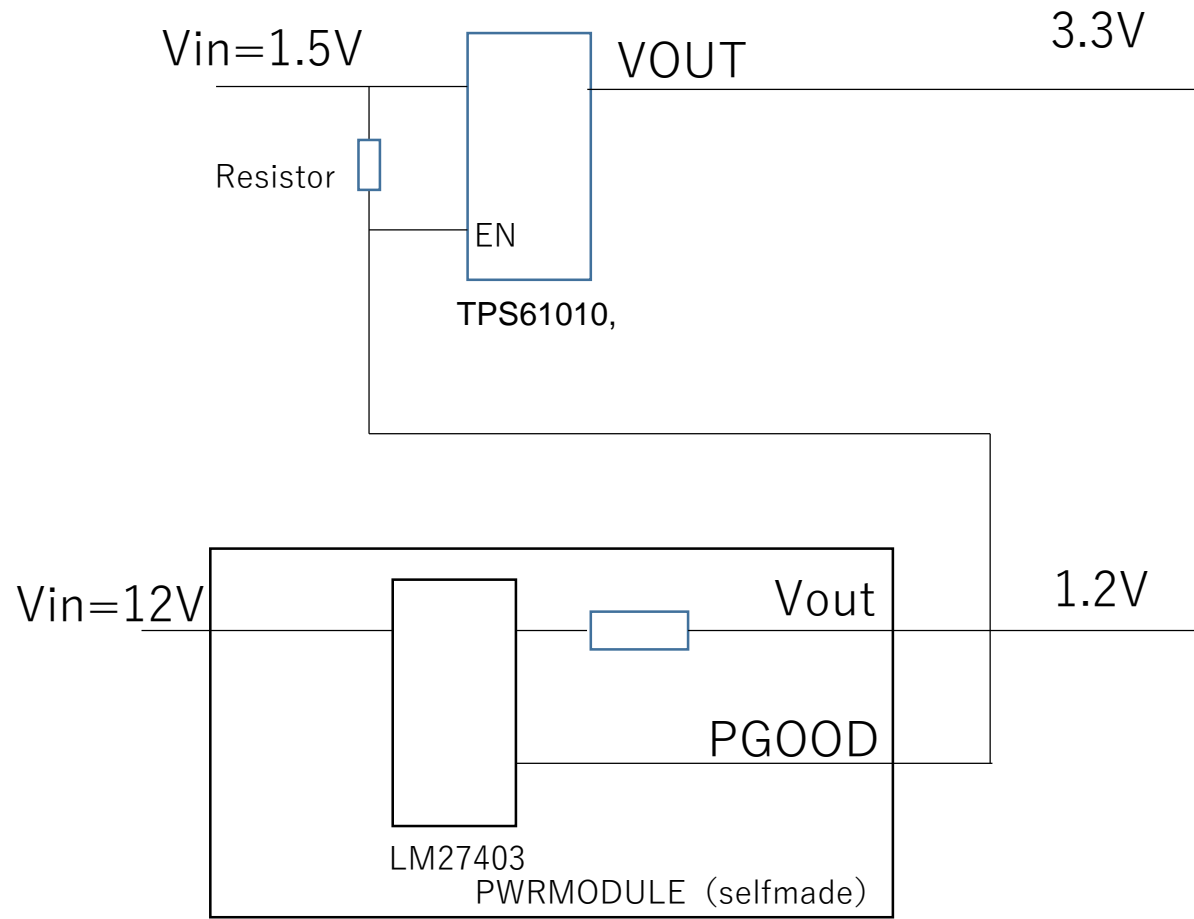 Vin=1.5V
VOUT
3.3V
Resistor
EN
TPS61010,
Vin=12V
Vout
1.2V
PGOOD
LM27403
PWRMODULE（selfmade）